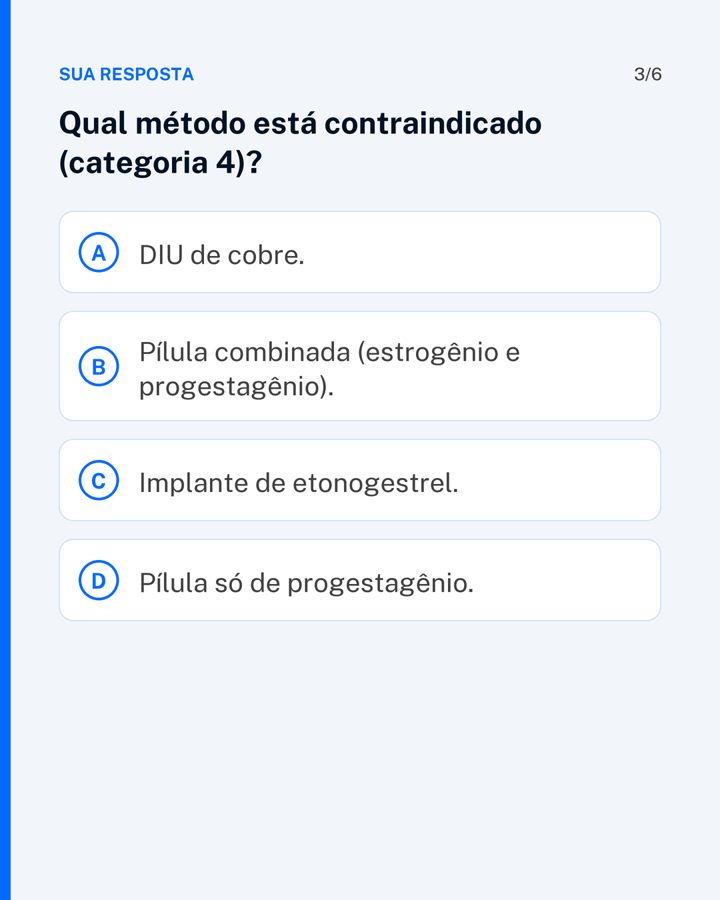 SUA RESPOSTA
3/6
Qual método está contraindicado
(categoria 4)?
A
DIU de cobre.
B
Pílula combinada (estrogênio e
progestagênio).
C
Implante de etonogestrel.
D
Pílula só de progestagênio.